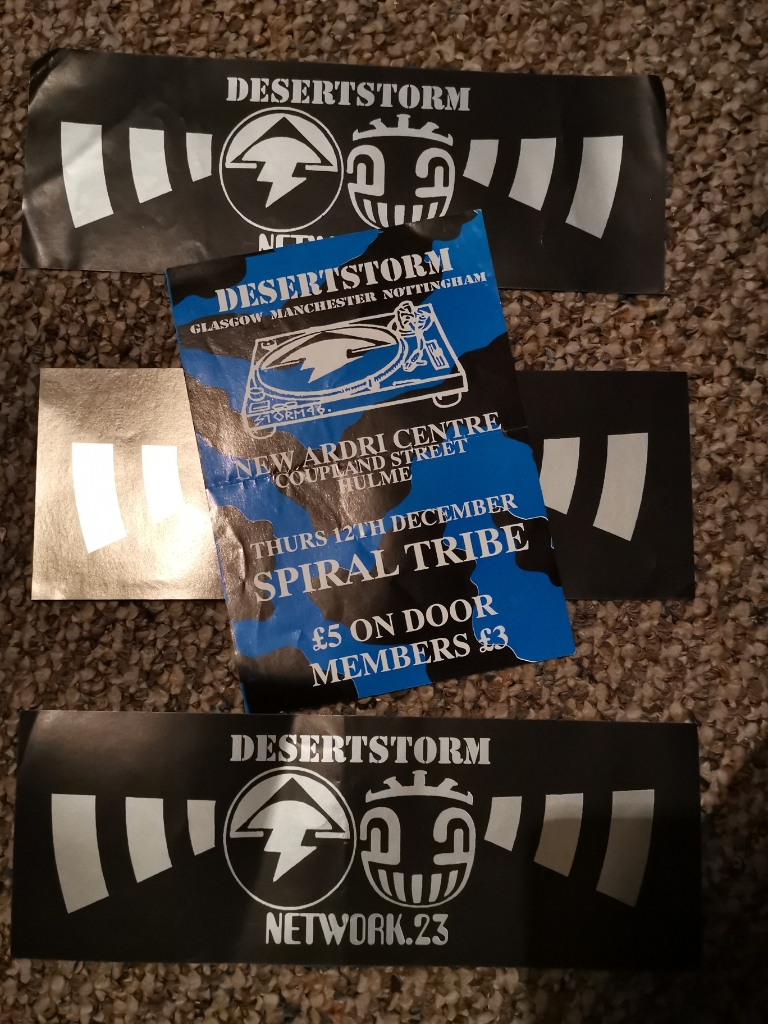 DESERTSTORM
DESERTSTORM
GLASGOW MANCHESTER NOTTINGHAM
STORM96.
NEW ARDRI CENTRE
COUPLAND STREET
HULME
THURS 12TH DECEMBER
SPIRAL TRIBE
£5 ON DOOR
MEMBERS £3
DESERTSTORM
NETWORK.23